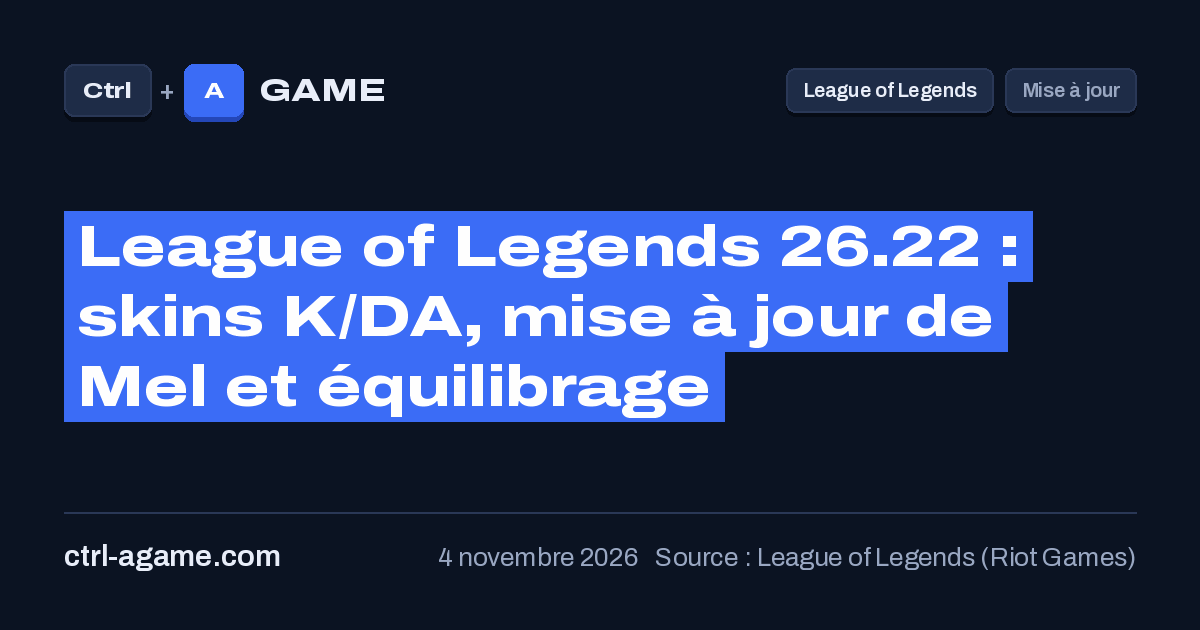 Ctrl + A GAME
League of Legends
Mise à jour
League of Legends 26.22 :
skins K/DA, mise à jour de
Mel et équilibrage
ctrl-agame.com
4 novembre 2026 Source : League of Legends (Riot Games)